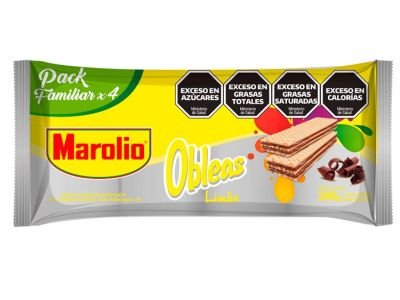 Pack
Familiar x 4
EXCESO EN
AZÚCARES
Ministerio
de Salud
EXCESO EN
GRASAS
TOTALES
Ministerio
de Salud
EXCESO EN
GRASAS
SATURADAS
Ministerio
de Salud
EXCESO EN
CALORÍAS
Ministerio
de Salud
Marolio
Obleas
Limón